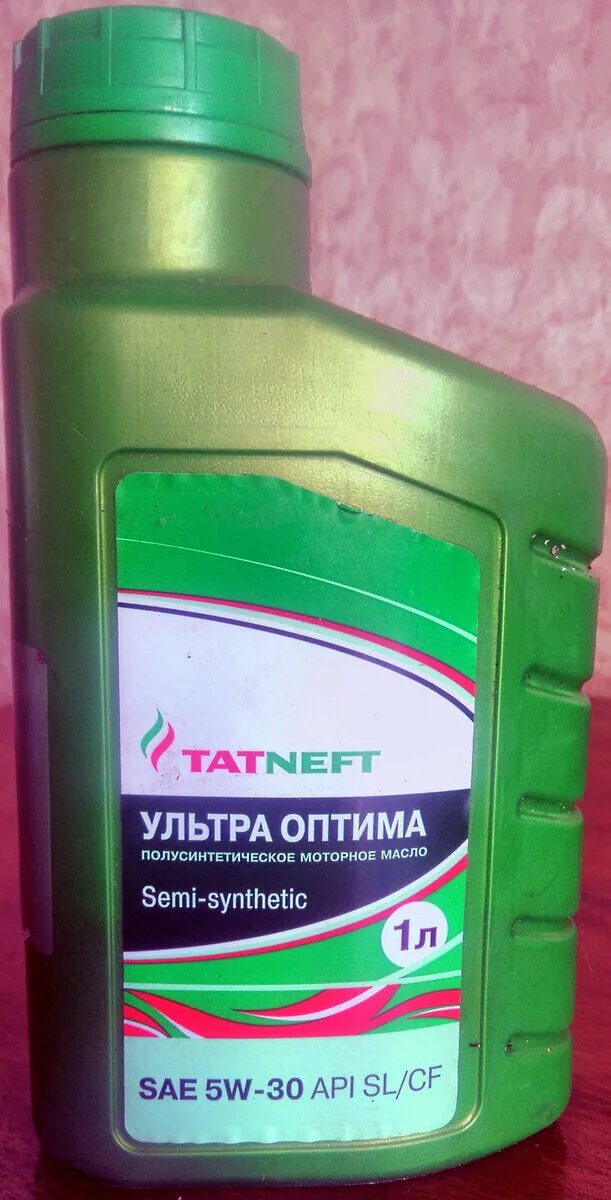 TATNEFT
УЛЬТРА ОПТИМА
ПОЛУСИНТЕТИЧЕСКОЕ МОТОРНОЕ МАСЛО
Semi-synthetic
1л
SAE 5W-30 API SL/CF